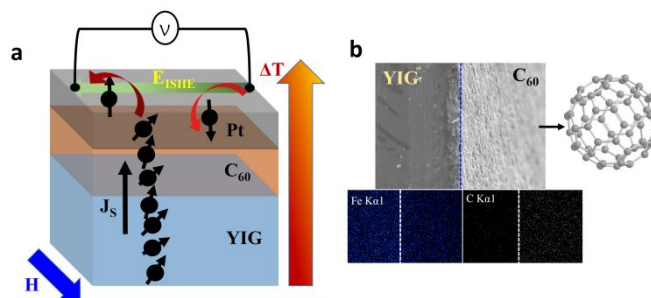 a
ν
E_ISHE
ΔT
Pt
C₆₀
J_S
YIG
H
b
YIG
C₆₀
Fe Kα1
C Kα1